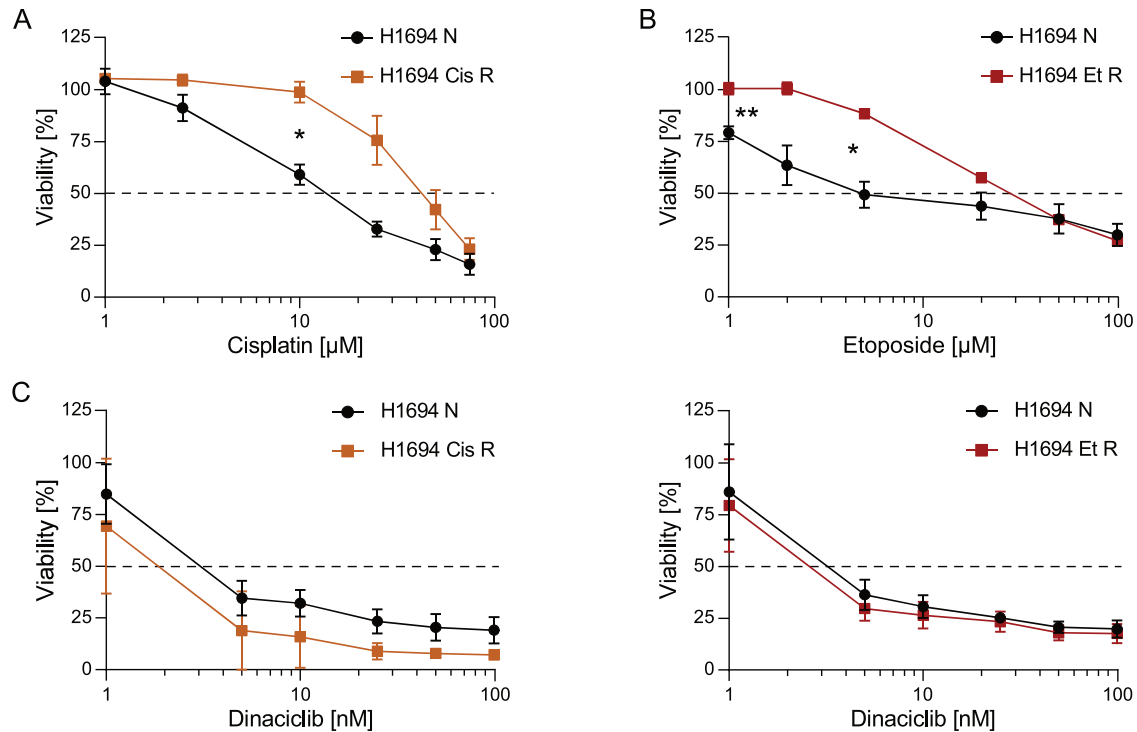 A
H1694 N
H1694 Cis R
Viability [%]
125
100
75
50
25
0
*
1
10
100
Cisplatin [µM]
B
H1694 N
H1694 Et R
Viability [%]
125
100
75
50
25
0
**
*
1
10
100
Etoposide [µM]
C
H1694 N
H1694 Cis R
Viability [%]
125
100
75
50
25
0
1
10
100
Dinaciclib [nM]
H1694 N
H1694 Et R
Viability [%]
125
100
75
50
25
0
1
10
100
Dinaciclib [nM]